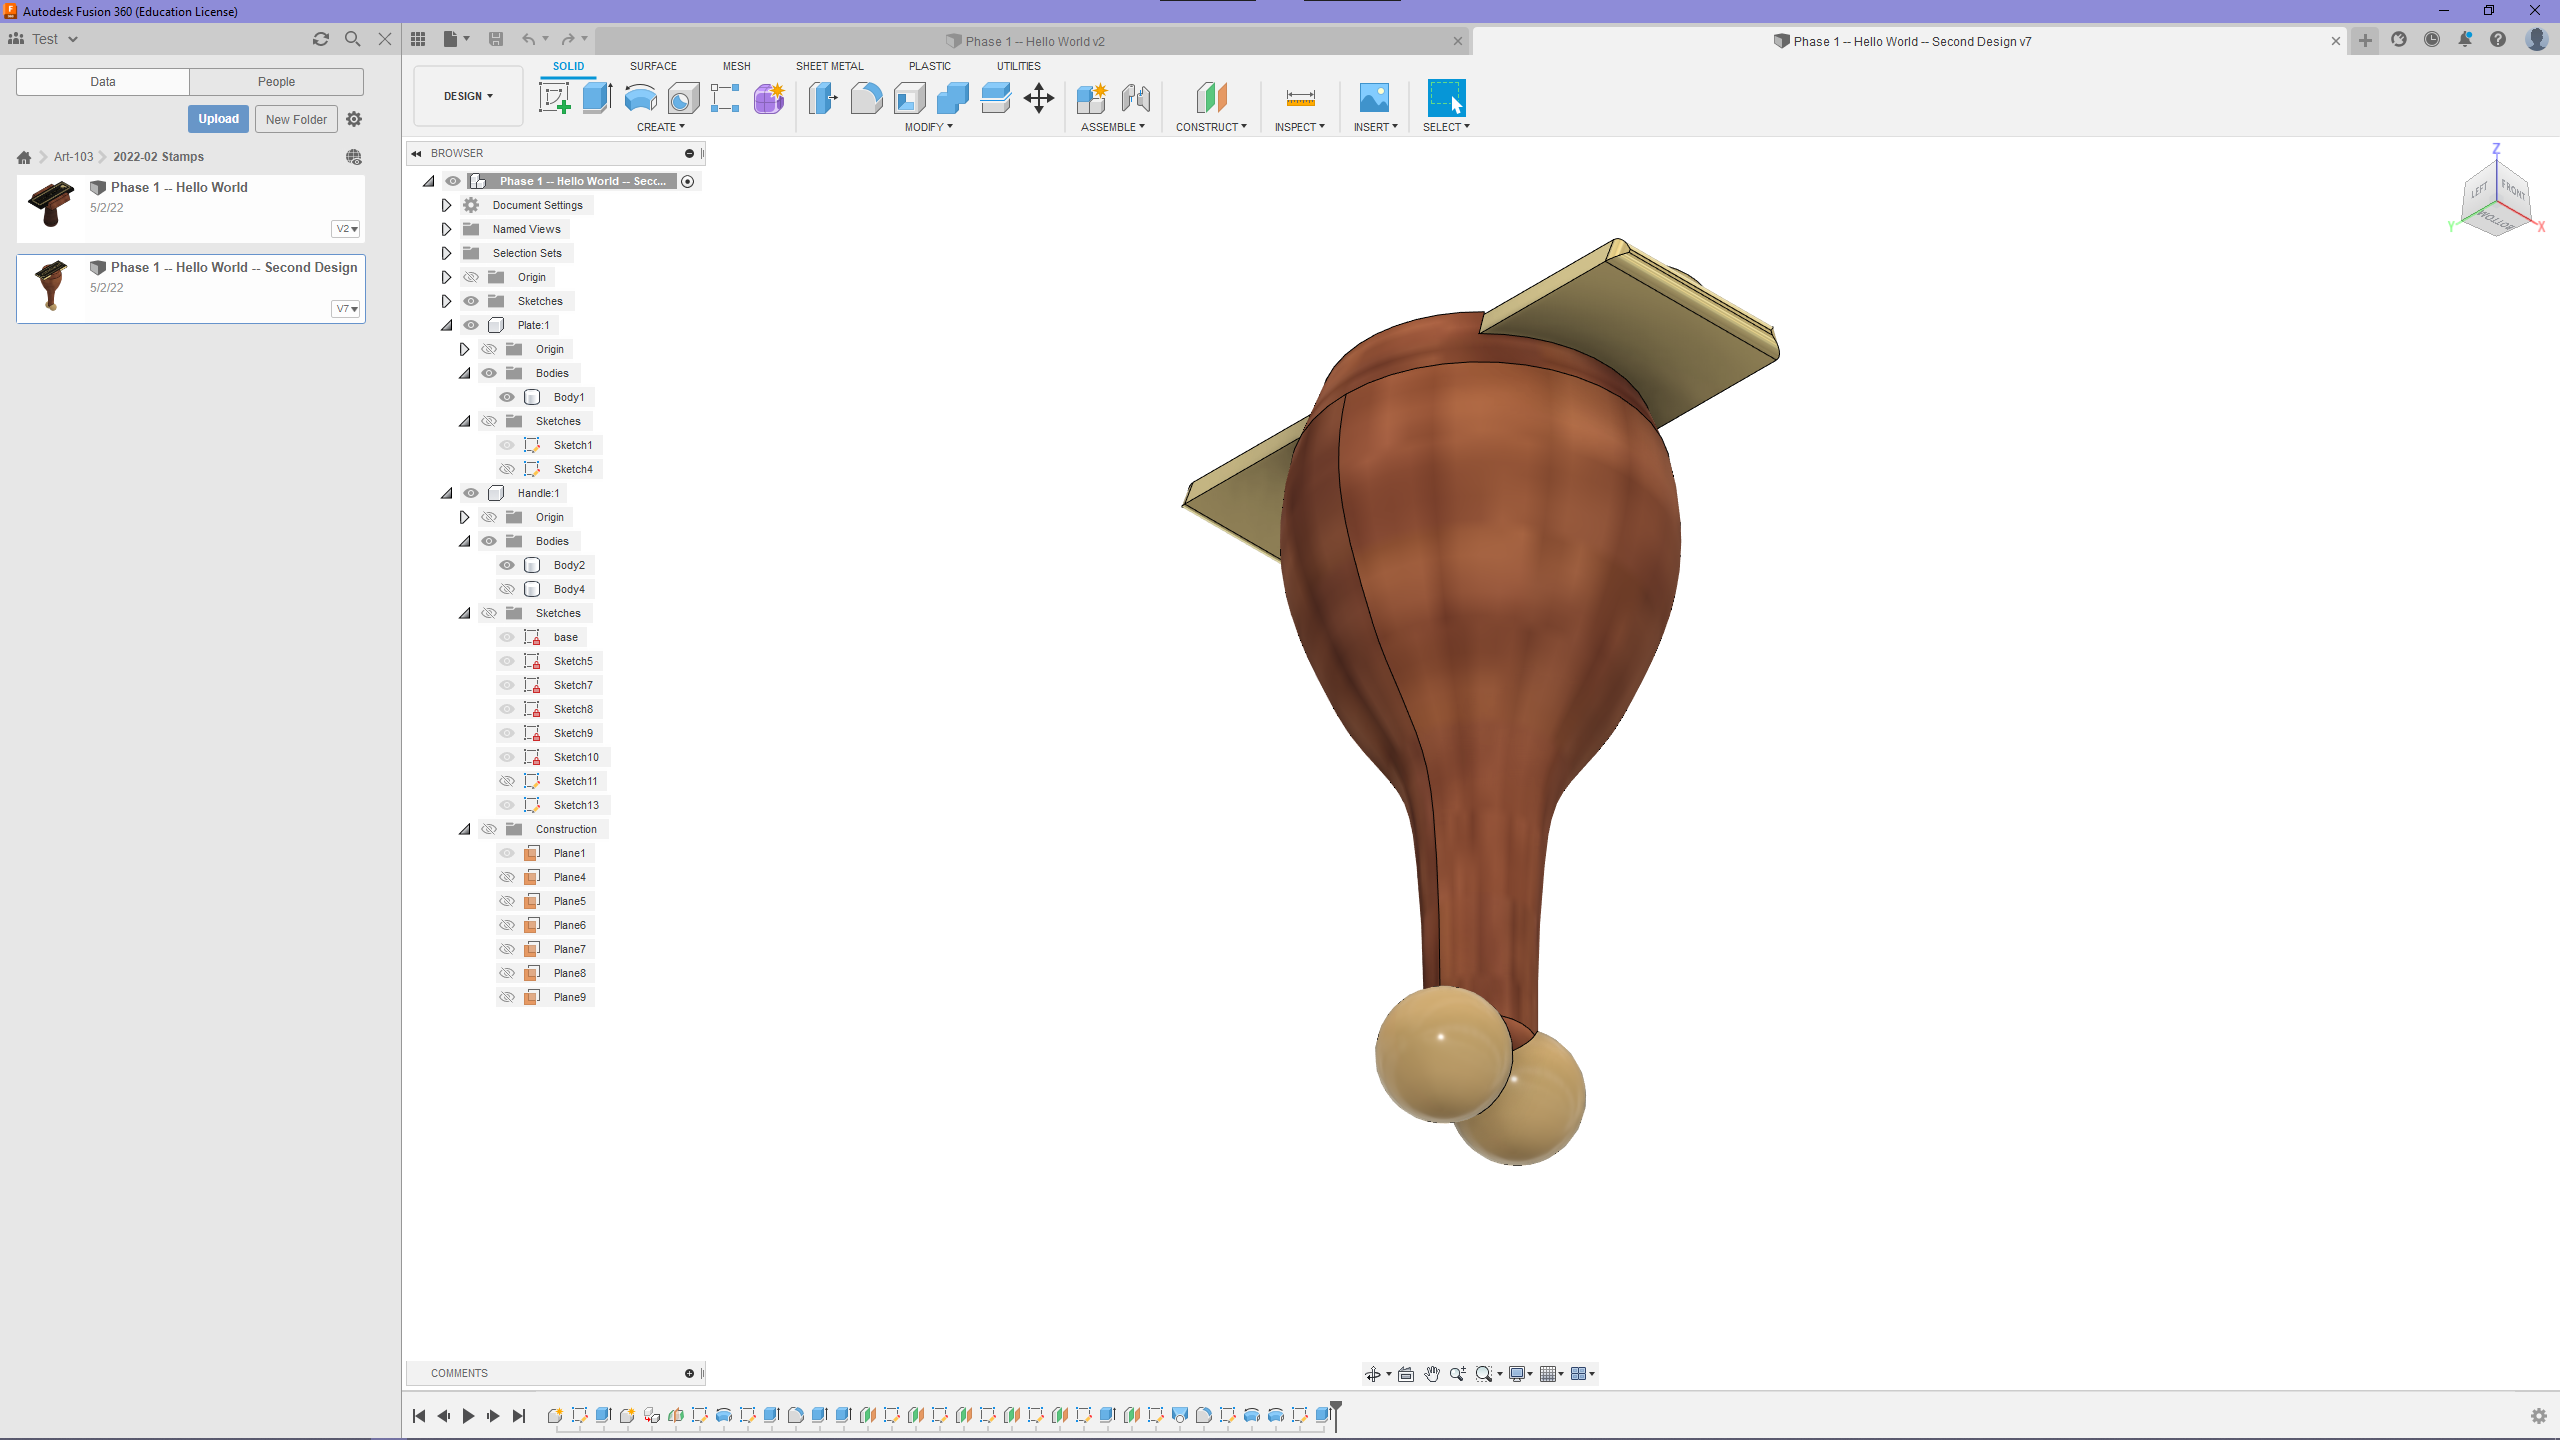 Autodesk Fusion 360 (Education License)
Test
Phase 1 -- Hello World v2
Phase 1 -- Hello World -- Second Design v7
Data
People
Upload
New Folder
Art-103
2022-02 Stamps
Phase 1 -- Hello World
5/2/22
V2
Phase 1 -- Hello World -- Second Design
5/2/22
V7
DESIGN
SOLID
SURFACE
MESH
SHEET METAL
PLASTIC
UTILITIES
CREATE
MODIFY
ASSEMBLE
CONSTRUCT
INSPECT
INSERT
SELECT
BROWSER
Phase 1 -- Hello World -- Secc...
Document Settings
Named Views
Selection Sets
Origin
Sketches
Plate:1
Origin
Bodies
Body1
Sketches
Sketch1
Sketch4
Handle:1
Origin
Bodies
Body2
Body4
Sketches
base
Sketch5
Sketch7
Sketch8
Sketch9
Sketch10
Sketch11
Sketch13
Construction
Plane1
Plane4
Plane5
Plane6
Plane7
Plane8
Plane9
Z
LEFT
FRONT
BOTTOM
Y
X
COMMENTS